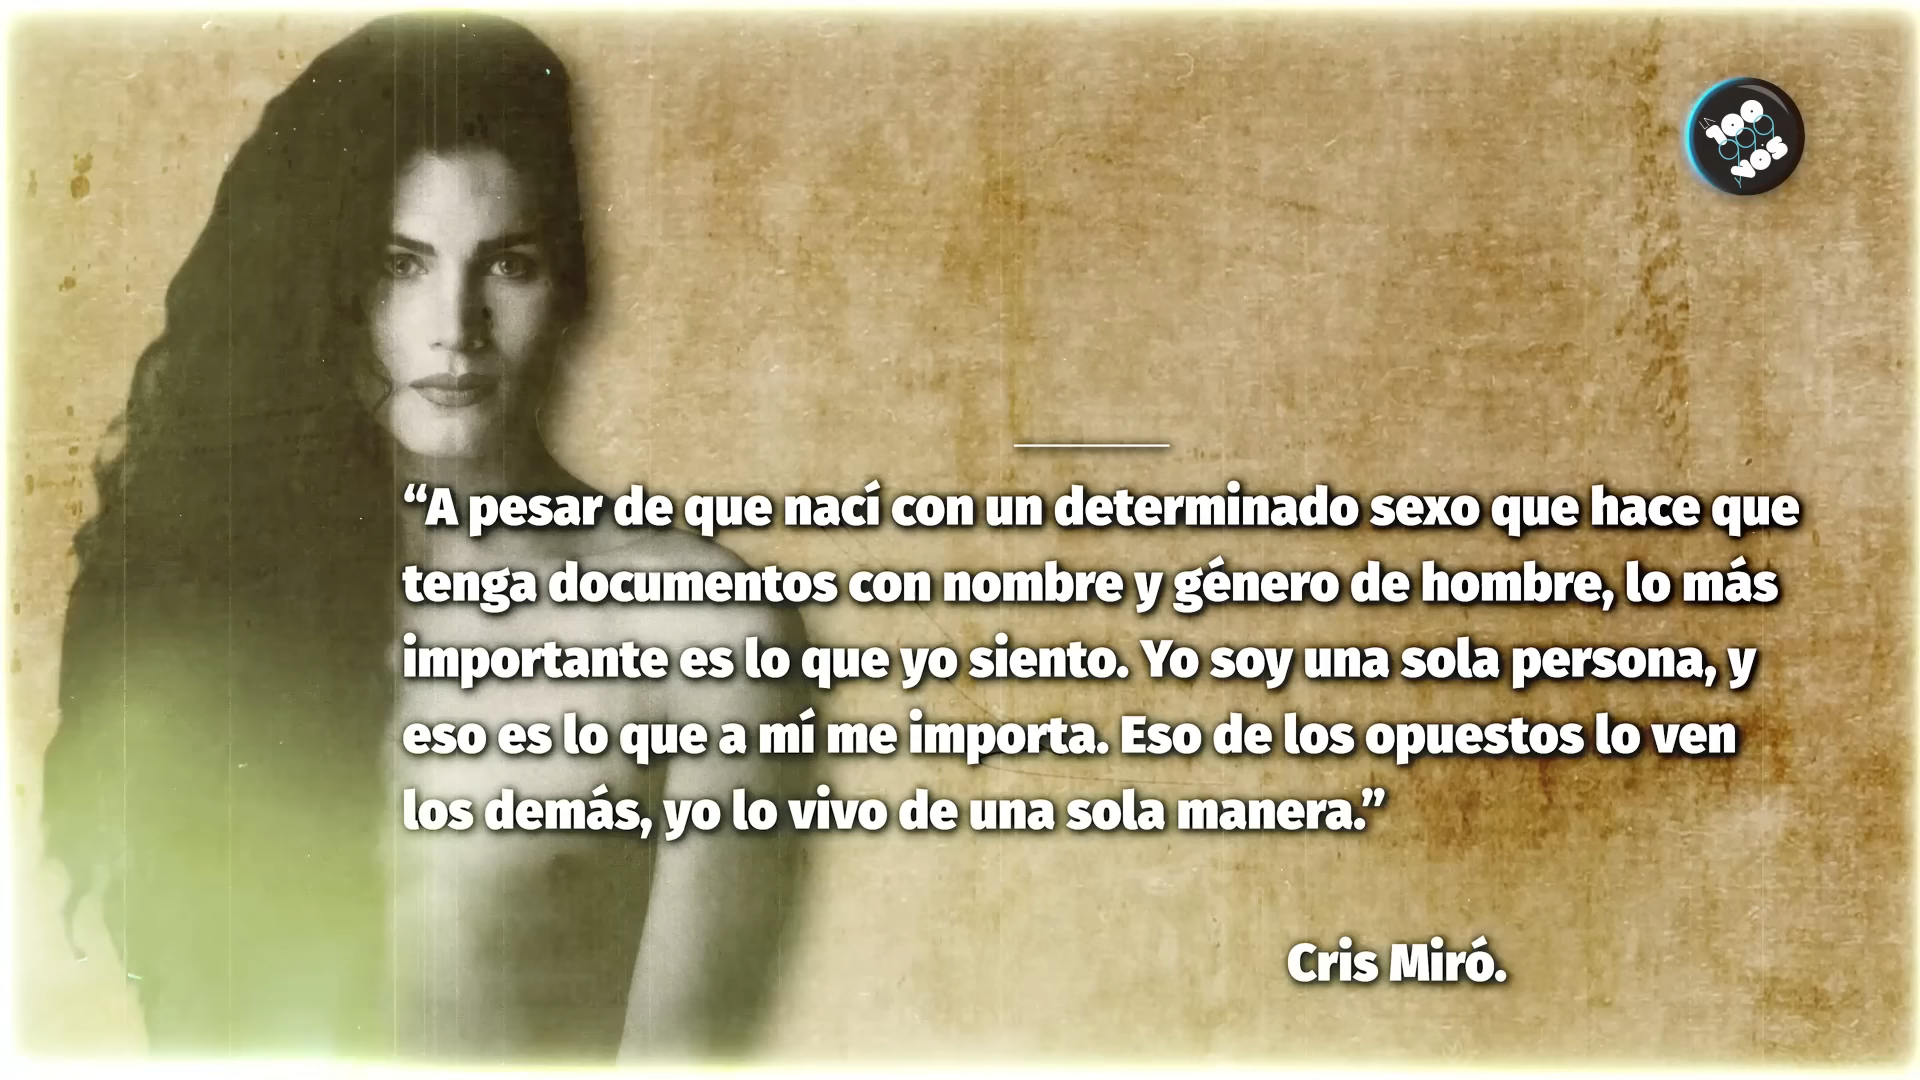 LA
100
Y
VOS
“A pesar de que nací con un determinado sexo que hace que
tenga documentos con nombre y género de hombre, lo más
importante es lo que yo siento. Yo soy una sola persona, y
eso es lo que a mí me importa. Eso de los opuestos lo ven
los demás, yo lo vivo de una sola manera.”
Cris Miró.